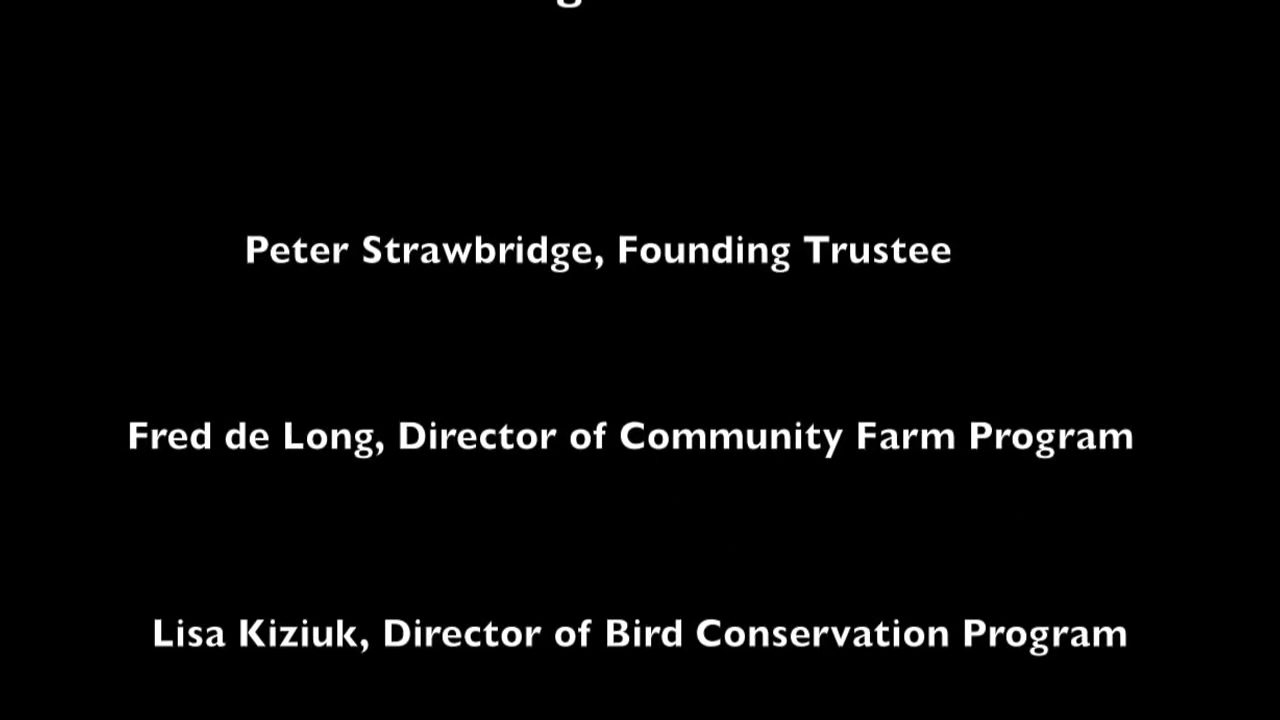 Peter Strawbridge, Founding Trustee
Fred de Long, Director of Community Farm Program
Lisa Kiziuk, Director of Bird Conservation Program